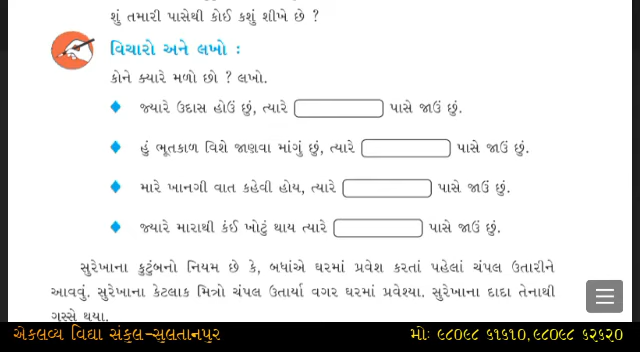 શું તમારી પાસેથી કોઈ કશું શીખે છે ?
વિચારો અને લખો :
કોને ક્યારે મળો છો ? લખો.
જ્યારે ઉદાસ હોઉં છું, ત્યારે પાસે જાઉં છું.
હું ભૂતકાળ વિશે જાણવા માંગું છું, ત્યારે પાસે જાઉં છું.
મારે ખાનગી વાત કહેવી હોય, ત્યારે પાસે જાઉં છું.
જ્યારે મારાથી કંઈ ખોટું થાય ત્યારે પાસે જાઉં છું.
સુરેખાના કુટુંબનો નિયમ છે કે, બધાંએ ઘરમાં પ્રવેશ કરતાં પહેલાં ચંપલ ઉતારીને
આવવું. સુરેખાના કેટલાક મિત્રો ચંપલ ઉતાર્યા વગર ઘરમાં પ્રવેશ્યા. સુરેખાના દાદા તેનાથી
ગુસ્સે થયા.
એકલવ્ય વિદ્યા સંકુલ-સુલતાનપુર મોઃ ૯૮૦૯૮ ૬૧૬૧૦,૯૮૦૯૮ ૬૨૬૨૦